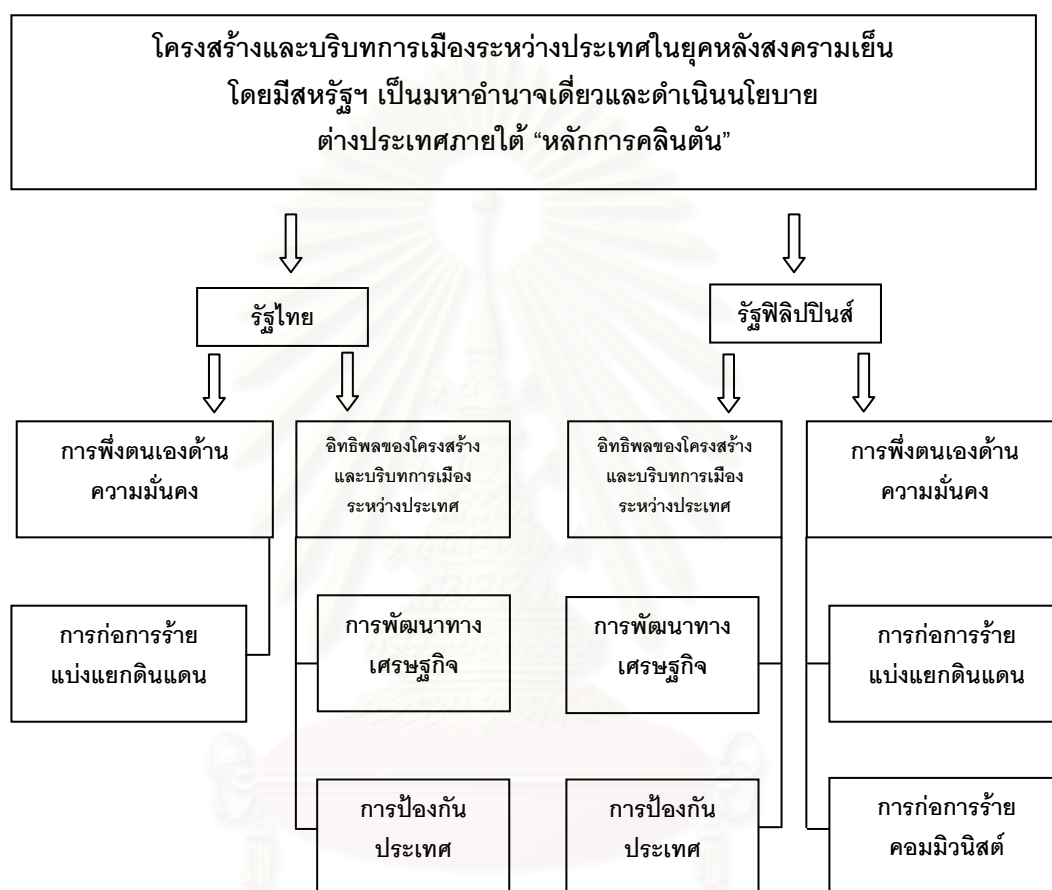 โครงสร้างและบริบทการเมืองระหว่างประเทศในยุคหลังสงครามเย็น
โดยมีสหรัฐฯ เป็นมหาอำนาจเดี่ยวและดำเนินนโยบาย
ต่างประเทศภายใต้ “หลักการคลินตัน”
รัฐไทย
รัฐฟิลิปปินส์
การพึ่งตนเองด้าน
ความมั่นคง
อิทธิพลของโครงสร้าง
และบริบทการเมือง
ระหว่างประเทศ
อิทธิพลของโครงสร้าง
และบริบทการเมือง
ระหว่างประเทศ
การพึ่งตนเองด้าน
ความมั่นคง
การก่อการร้าย
แบ่งแยกดินแดน
การพัฒนาทาง
เศรษฐกิจ
การพัฒนาทาง
เศรษฐกิจ
การก่อการร้าย
แบ่งแยกดินแดน
การป้องกัน
ประเทศ
การป้องกัน
ประเทศ
การก่อการร้าย
คอมมิวนิสต์